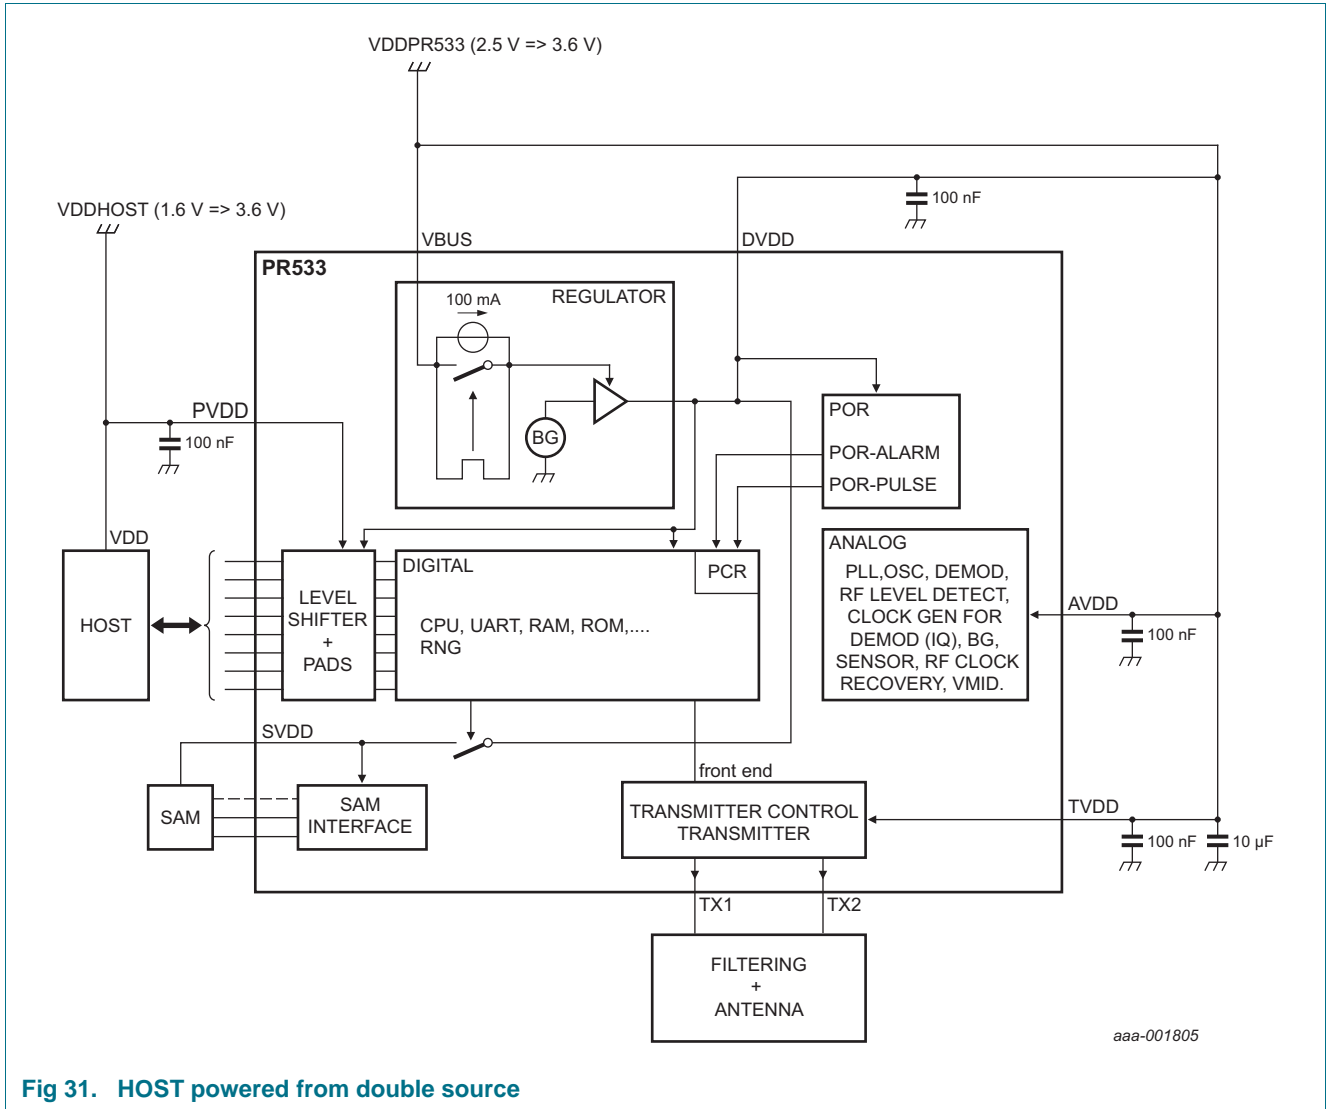 VDDPR533 (2.5 V => 3.6 V)
100 nF
VDDHOST (1.6 V => 3.6 V)
VBUS
DVDD
PR533
REGULATOR
100 mA
BG
PVDD
100 nF
POR
POR-ALARM
POR-PULSE
VDD
HOST
LEVEL
SHIFTER
+
PADS
DIGITAL
PCR
CPU, UART, RAM, ROM,....
RNG
ANALOG
PLL,OSC, DEMOD,
RF LEVEL DETECT,
CLOCK GEN FOR
DEMOD (IQ), BG,
SENSOR, RF CLOCK
RECOVERY, VMID.
AVDD
100 nF
SVDD
SAM
SAM
INTERFACE
front end
TRANSMITTER CONTROL
TRANSMITTER
TVDD
100 nF
10 µF
TX1
TX2
FILTERING
+
ANTENNA
aaa-001805
Fig 31. HOST powered from double source